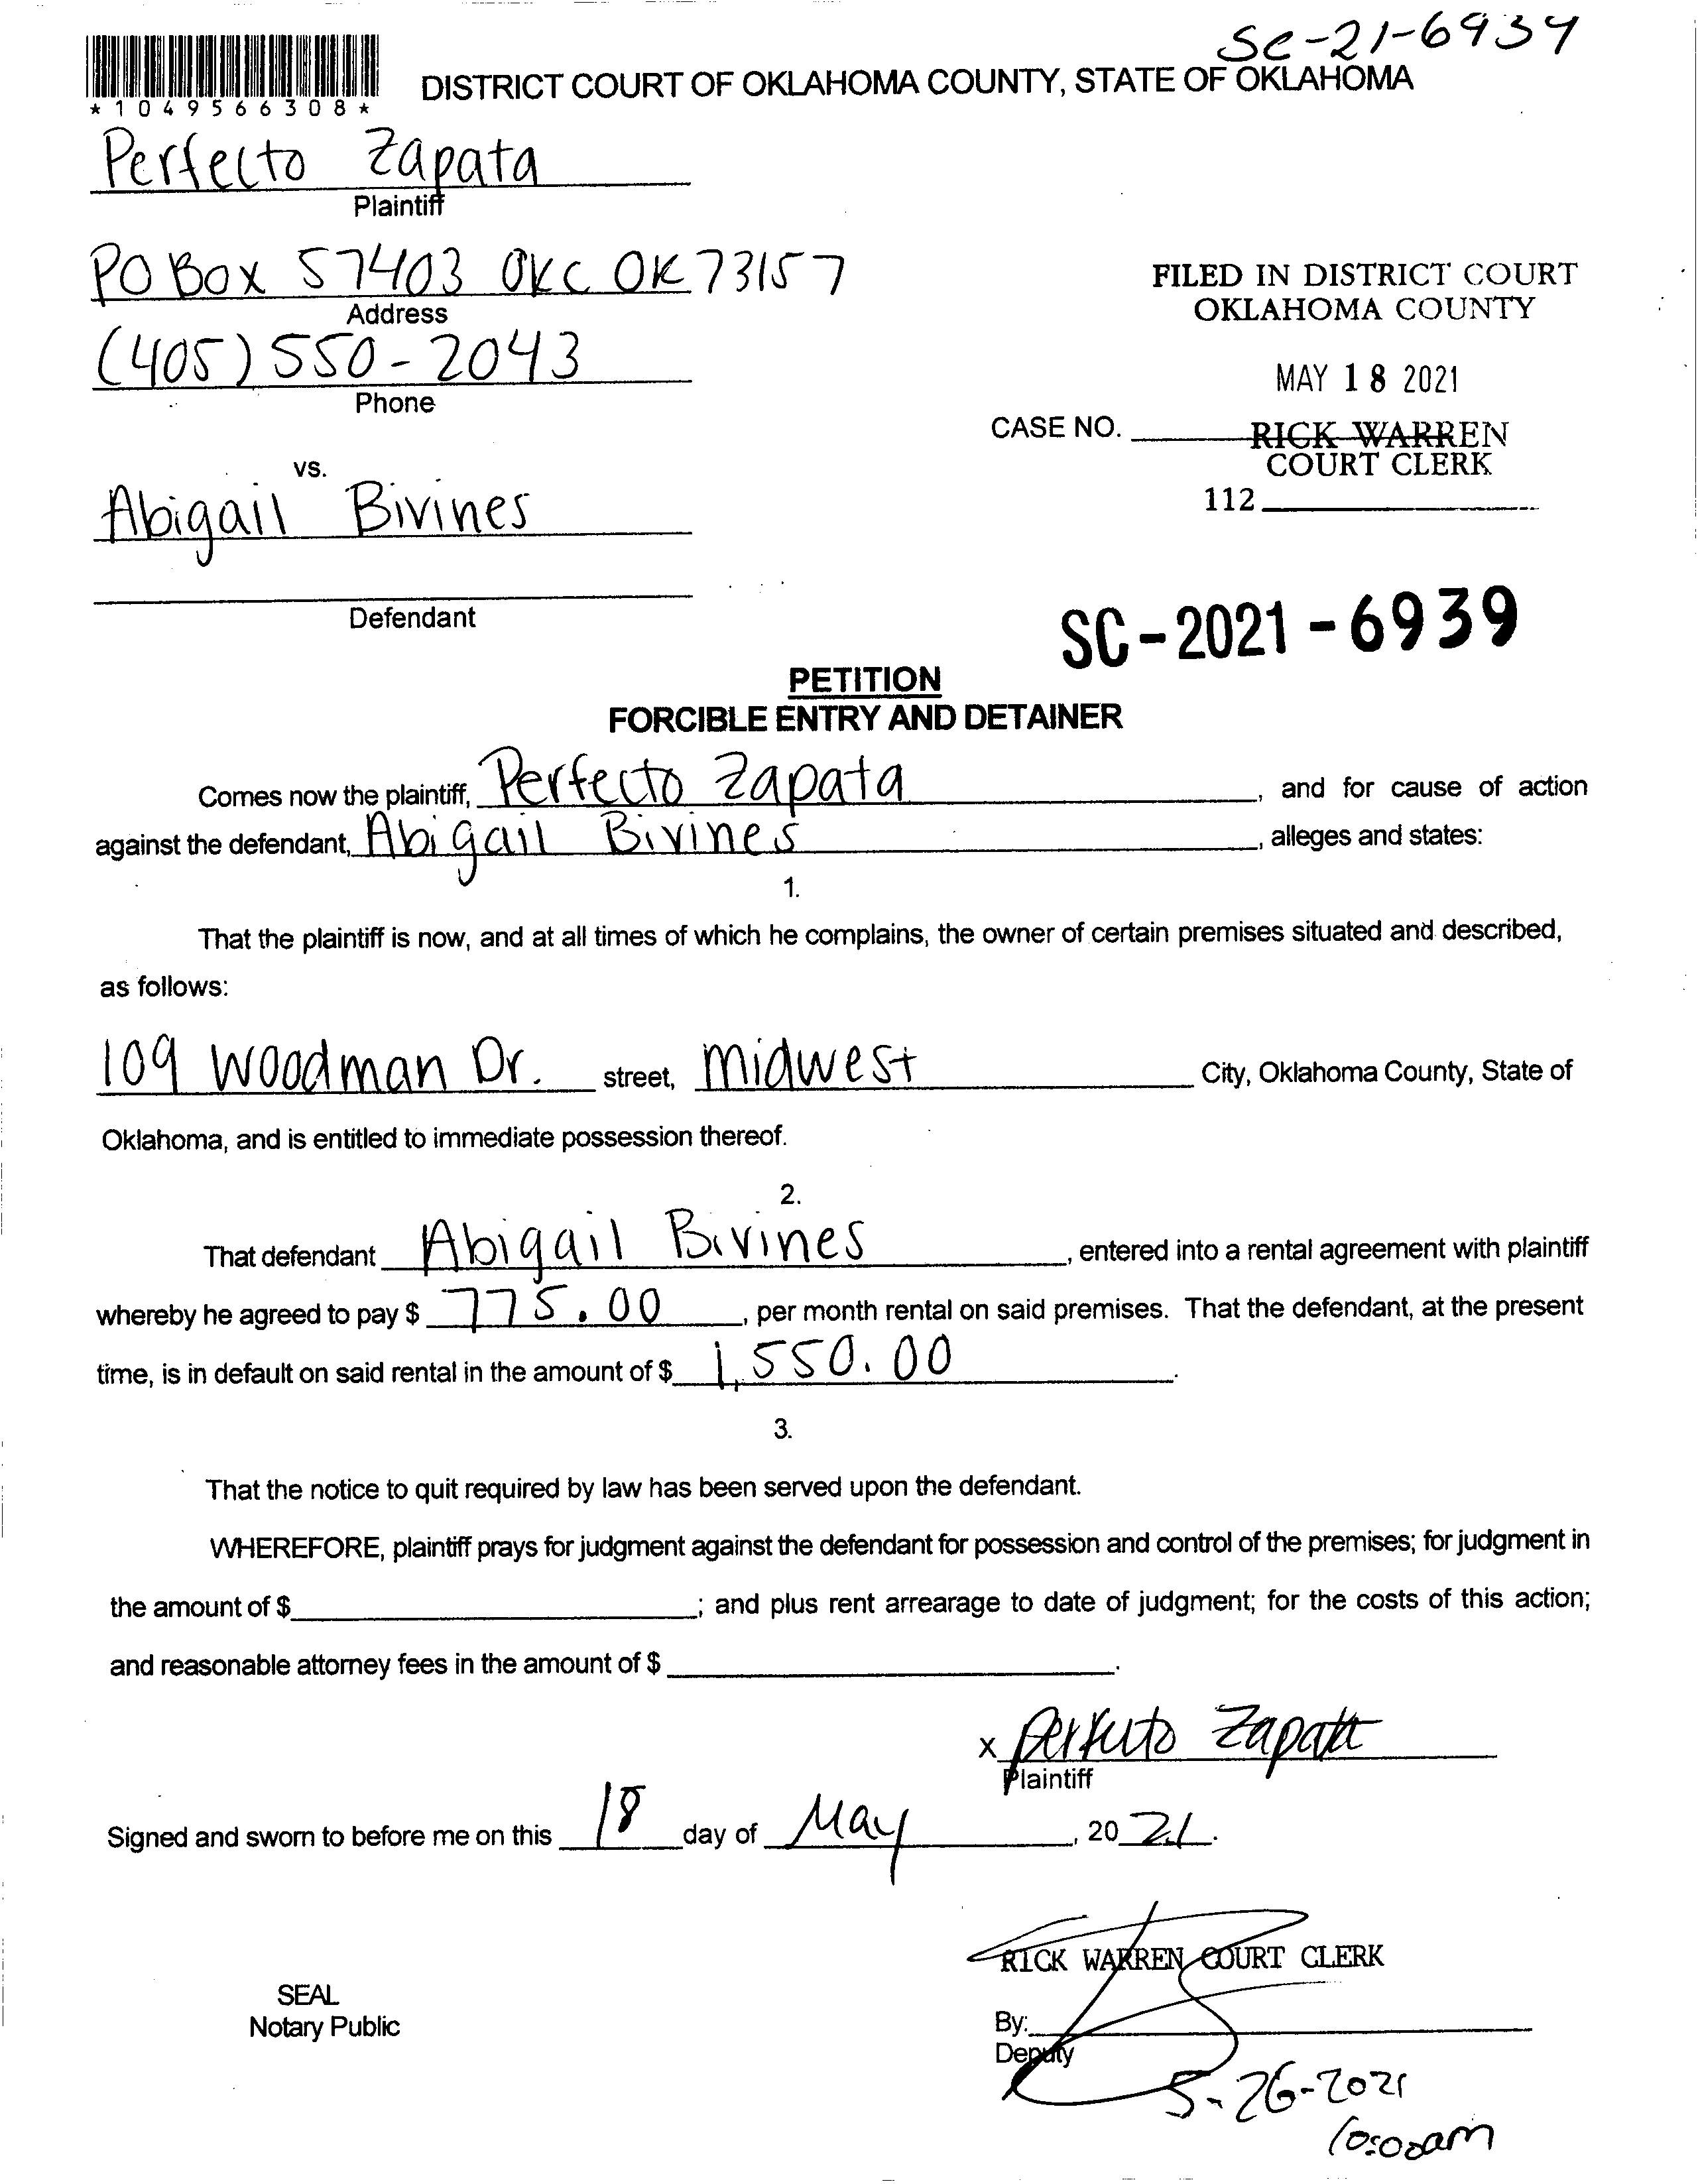 SC-21-6939
*1049566308*
DISTRICT COURT OF OKLAHOMA COUNTY, STATE OF OKLAHOMA
Perfecto Zapata
Plaintiff
PO Box 57403 OKC OK 73157
Address
FILED IN DISTRICT COURT
OKLAHOMA COUNTY
(405) 550-2043
Phone
MAY 18 2021
CASE NO.
RICK WARREN
COURT CLERK
112
vs.
Abigail Bivines
Defendant
SC-2021-6939
PETITION
FORCIBLE ENTRY AND DETAINER
Comes now the plaintiff, Perfecto Zapata, and for cause of action
against the defendant, Abigail Bivines, alleges and states:
1.
That the plaintiff is now, and at all times of which he complains, the owner of certain premises situated and described,
as follows:
109 Woodman Dr. street, Midwest City, Oklahoma County, State of
Oklahoma, and is entitled to immediate possession thereof.
2.
That defendant Abigail Bivines, entered into a rental agreement with plaintiff
whereby he agreed to pay $ 775.00, per month rental on said premises. That the defendant, at the present
time, is in default on said rental in the amount of $ 1,550.00.
3.
That the notice to quit required by law has been served upon the defendant.
WHEREFORE, plaintiff prays for judgment against the defendant for possession and control of the premises; for judgment in
the amount of $; and plus rent arrearage to date of judgment; for the costs of this action;
and reasonable attorney fees in the amount of $.
x Perfecto Zapata
Plaintiff
Signed and sworn to before me on this 18 day of May, 2021.
RICK WARREN COURT CLERK
SEAL
Notary Public
By:
Deputy
5-26-2021
10:00am